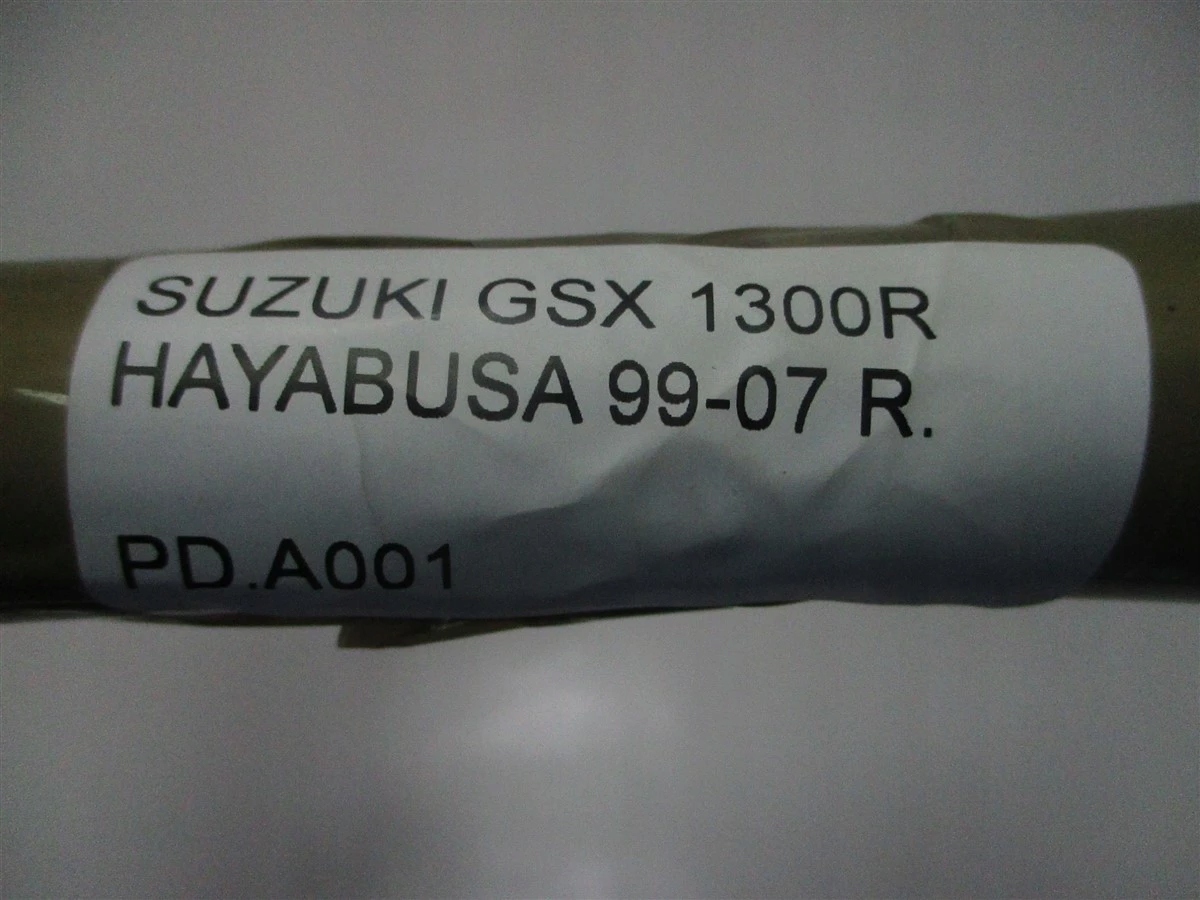 SUZUKI GSX 1300R
HAYABUSA 99-07 R.
PD.A001